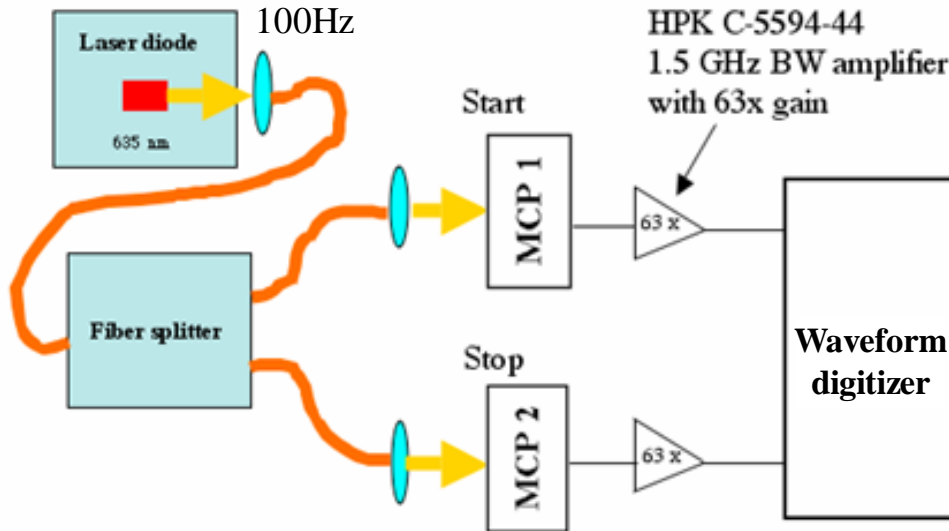 Laser diode
635 nm
100Hz
HPK C-5594-44
1.5 GHz BW amplifier
with 63x gain
Start
MCP 1
63 x
Fiber splitter
Waveform
digitizer
Stop
MCP 2
63 x